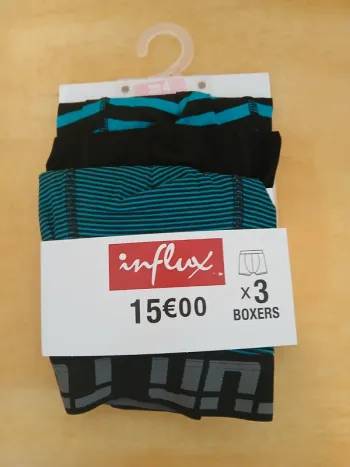 influx
15€00
x3
BOXERS